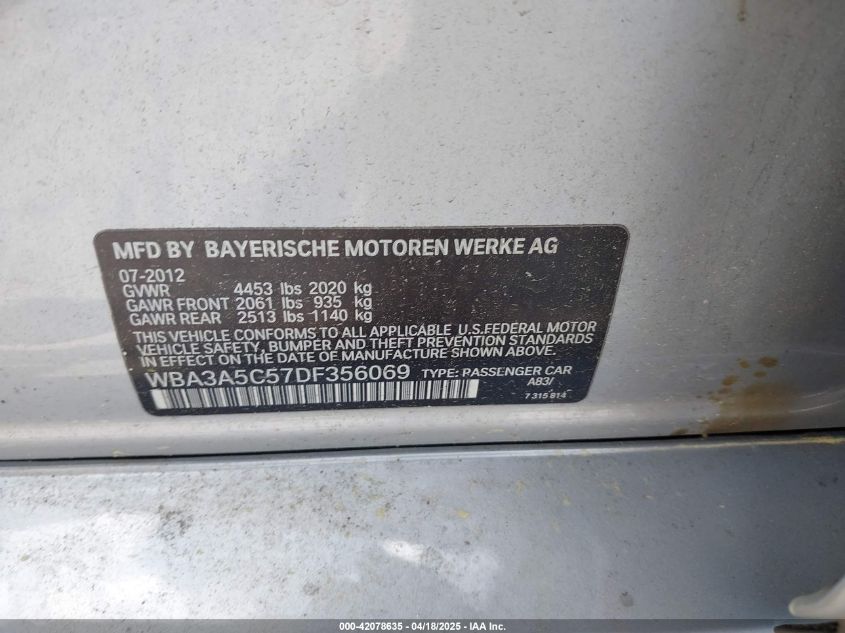 MFD BY BAYERISCHE MOTOREN WERKE AG
07-2012
GVWR 4453 lbs 2020 kg
GAWR FRONT 2061 lbs 935 kg
GAWR REAR 2513 lbs 1140 kg
THIS VEHICLE CONFORMS TO ALL APPLICABLE U.S.FEDERAL MOTOR
VEHICLE SAFETY, BUMPER AND THEFT PREVENTION STANDARDS
IN EFFECT ON THE DATE OF MANUFACTURE SHOWN ABOVE.
WBA3A5C57DF356069 TYPE: PASSENGER CAR
A83/
7 315 814
000-42078635 - 04/18/2025 - IAA Inc.